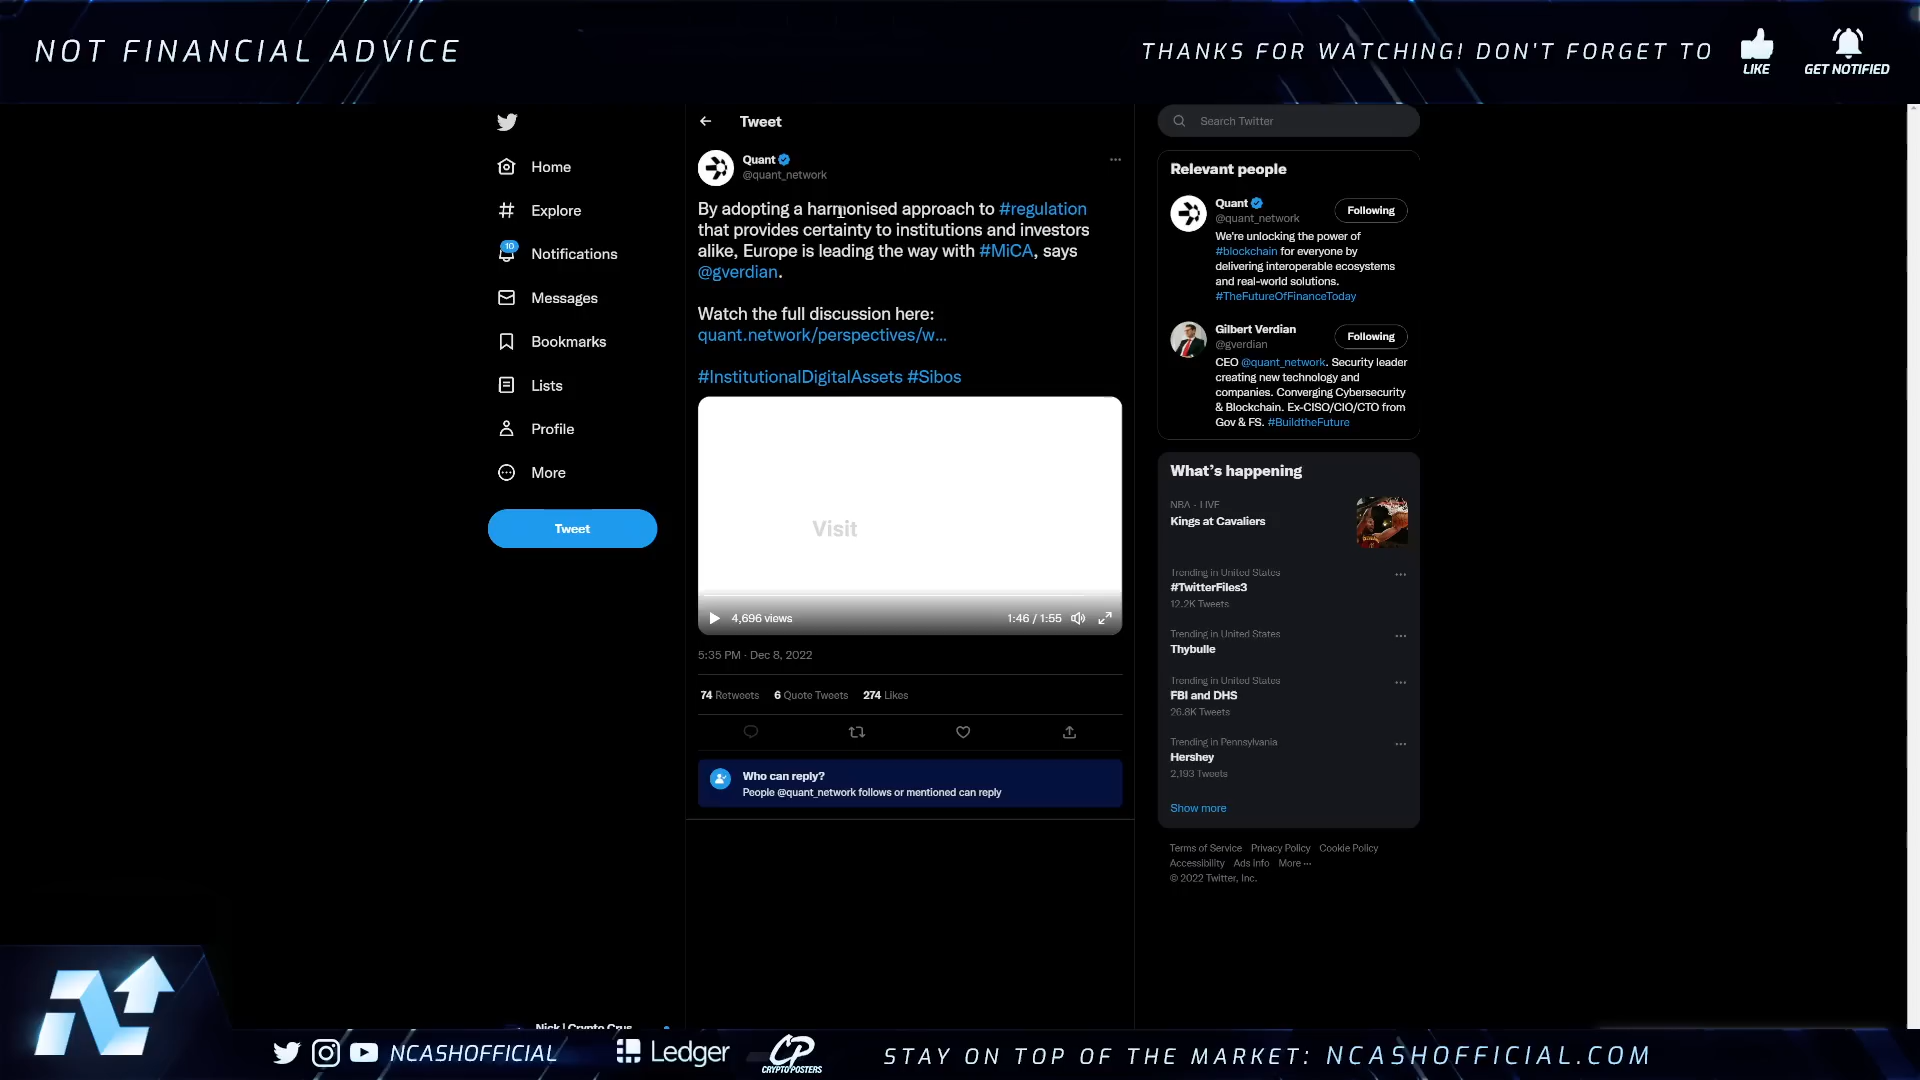 NOT FINANCIAL ADVICE
THANKS FOR WATCHING! DON'T FORGET TO
LIKE
GET NOTIFIED
Home
Explore
10
Notifications
Messages
Bookmarks
Lists
Profile
More
Tweet
Tweet
Quant
@quant_network
By adopting a harmonised approach to #regulation
that provides certainty to institutions and investors
alike, Europe is leading the way with #MiCA, says
@gverdian.
Watch the full discussion here:
quant.network/perspectives/w...
#InstitutionalDigitalAssets #Sibos
Visit
4,696 views
1:46 / 1:55
5:35 PM · Dec 8, 2022
74 Retweets 6 Quote Tweets 274 Likes
Who can reply?
People @quant_network follows or mentioned can reply
Search Twitter
Relevant people
Quant
@quant_network
Following
We're unlocking the power of
#blockchain for everyone by
delivering interoperable ecosystems
and real-world solutions.
#TheFutureOfFinanceToday
Gilbert Verdian
@gverdian
Following
CEO @quant_network. Security leader
creating new technology and
companies. Converging Cybersecurity
& Blockchain. Ex-CISO/CIO/CTO from
Gov & FS. #BuildtheFuture
What's happening
NBA · LIVE
Kings at Cavaliers
Trending in United States
#TwitterFiles3
12.2K Tweets
Trending in United States
Thybulle
Trending in United States
FBI and DHS
26.8K Tweets
Trending in Pennsylvania
Hershey
2,193 Tweets
Show more
Terms of Service Privacy Policy Cookie Policy
Accessibility Ads info More ...
© 2022 Twitter, Inc.
Nick | Crypto Crus
NCASHOFFICIAL
Ledger
CP
CRYPTO POSTERS
STAY ON TOP OF THE MARKET: NCASHOFFICIAL.COM